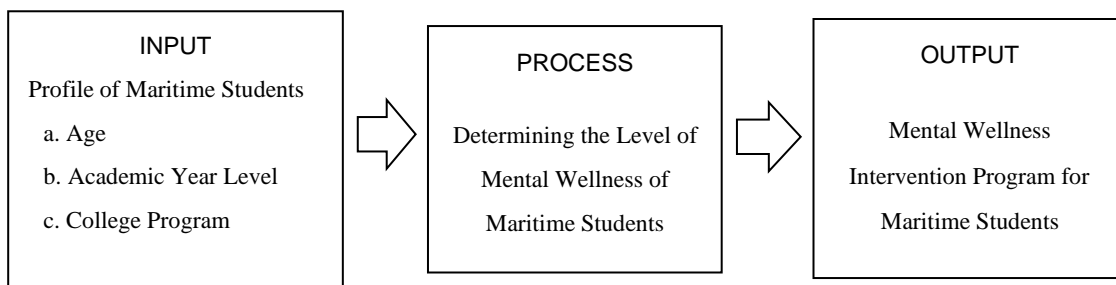 INPUT
Profile of Maritime Students
a. Age
b. Academic Year Level
c. College Program
PROCESS
Determining the Level of
Mental Wellness of
Maritime Students
OUTPUT
Mental Wellness
Intervention Program for
Maritime Students